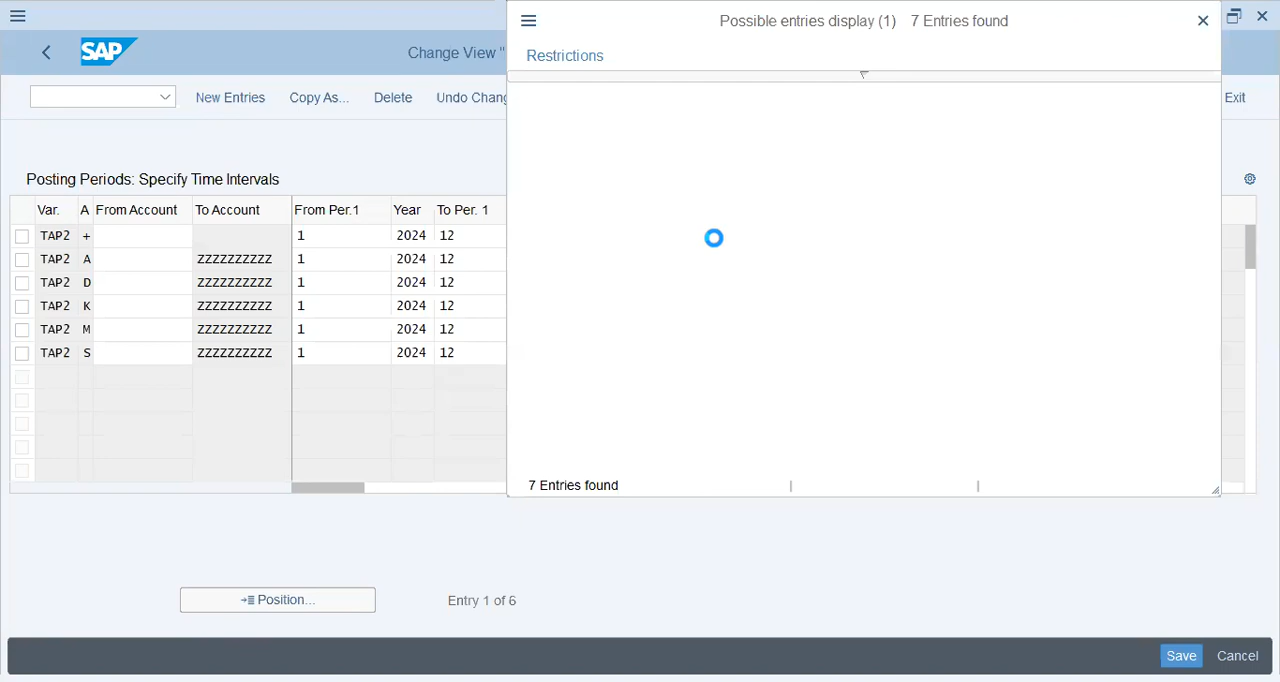 Possible entries display (1) 7 Entries found
SAP
Change View "
Restrictions
New Entries Copy As... Delete Undo Chang Exit
Posting Periods: Specify Time Intervals
Var. A From Account To Account From Per.1 Year To Per. 1
TAP2 + 1 2024 12
TAP2 A ZZZZZZZZZZ 1 2024 12
TAP2 D ZZZZZZZZZZ 1 2024 12
TAP2 K ZZZZZZZZZZ 1 2024 12
TAP2 M ZZZZZZZZZZ 1 2024 12
TAP2 S ZZZZZZZZZZ 1 2024 12
7 Entries found
Position... Entry 1 of 6
Save Cancel